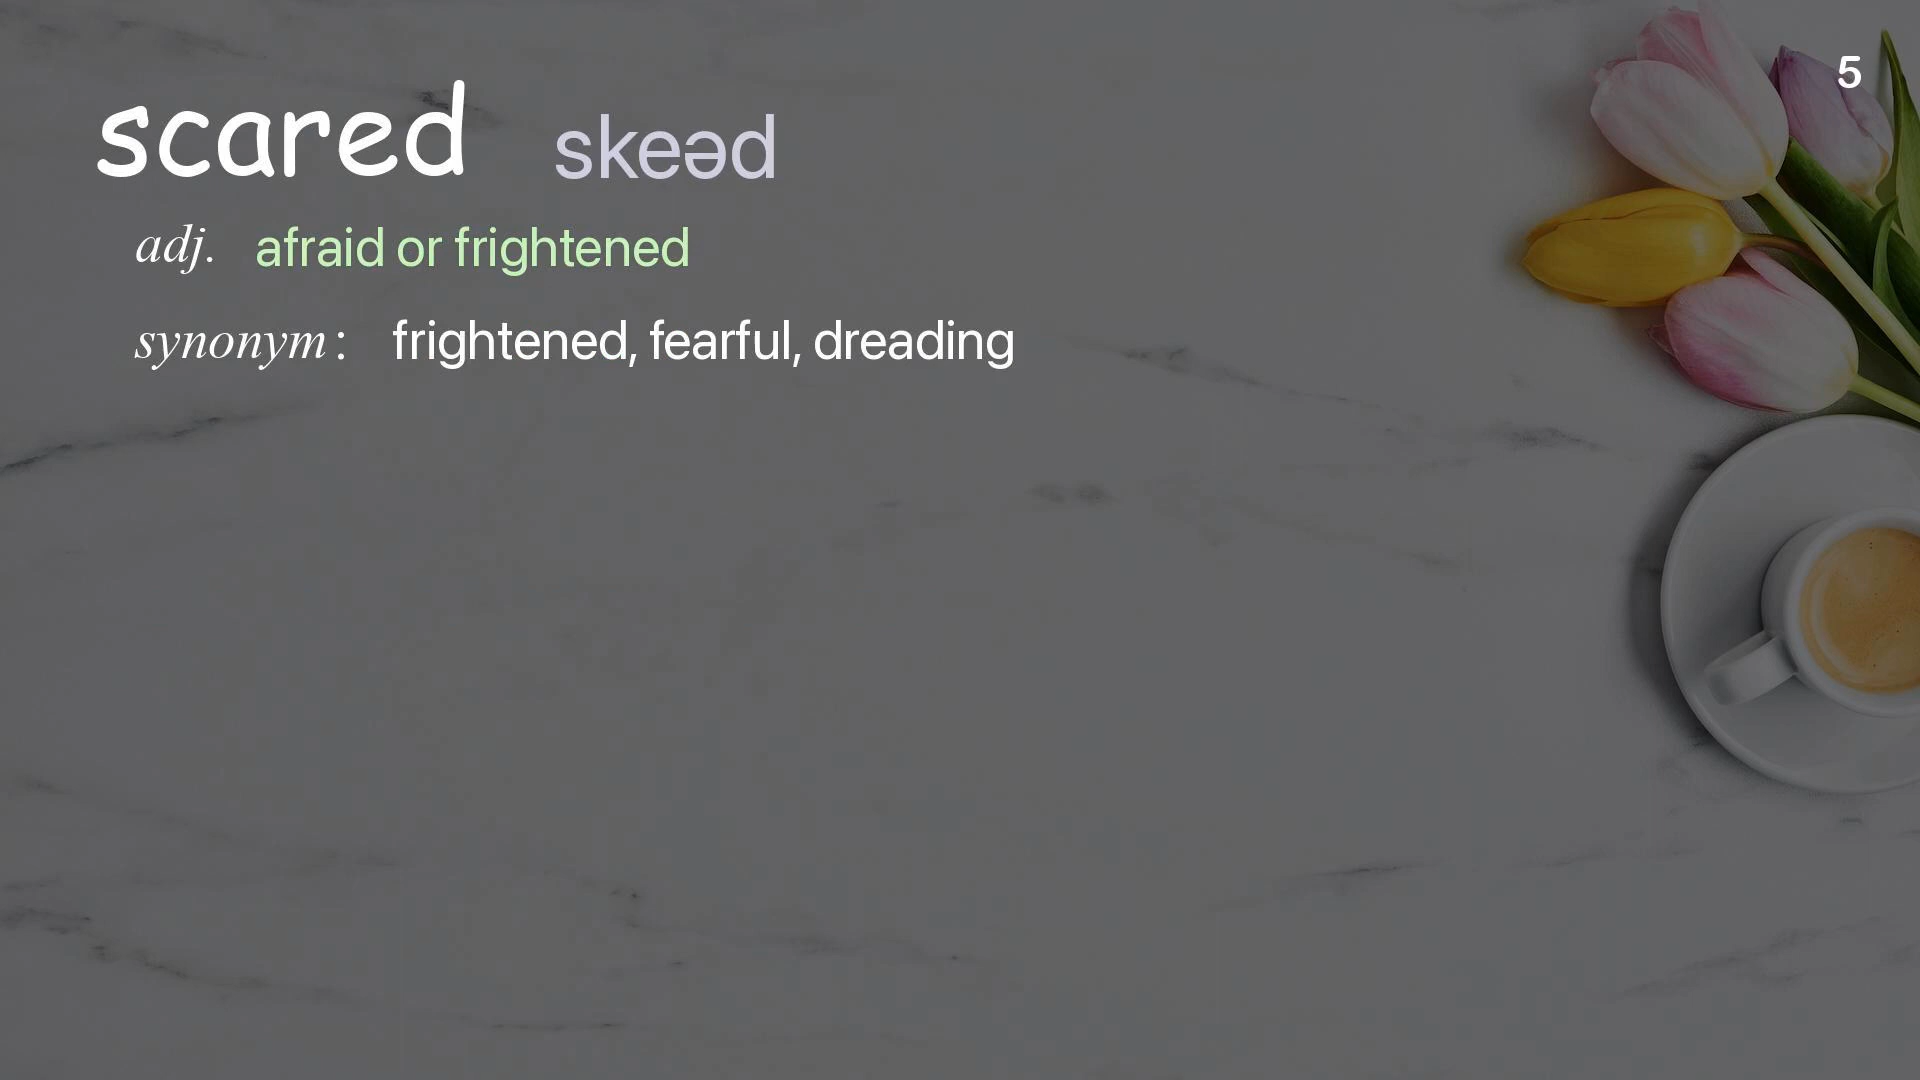 5
scared skeəd
adj. afraid or frightened
synonym: frightened, fearful, dreading